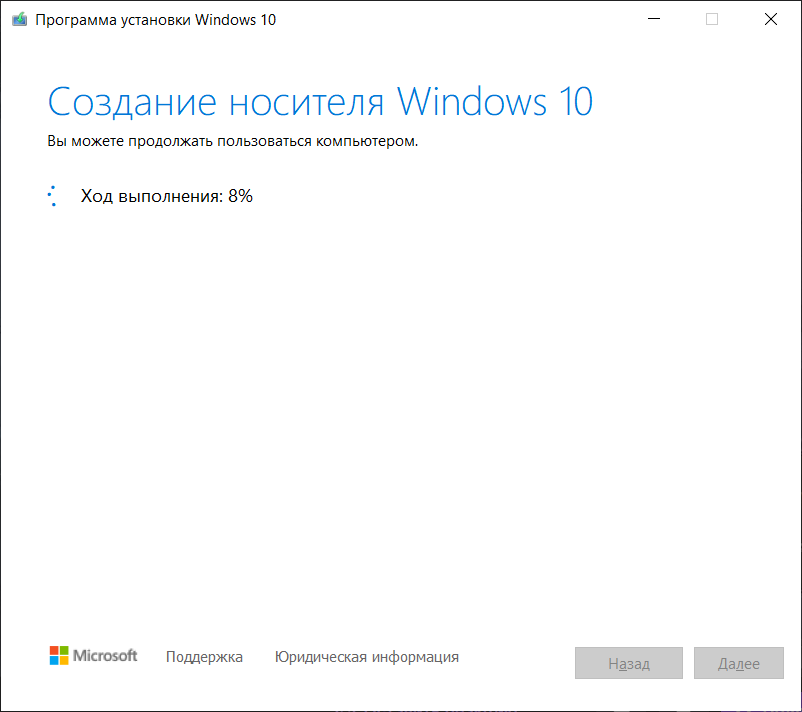 Программа установки Windows 10
Создание носителя Windows 10
Вы можете продолжать пользоваться компьютером.
Ход выполнения: 8%
Microsoft Поддержка Юридическая информация Назад Далее